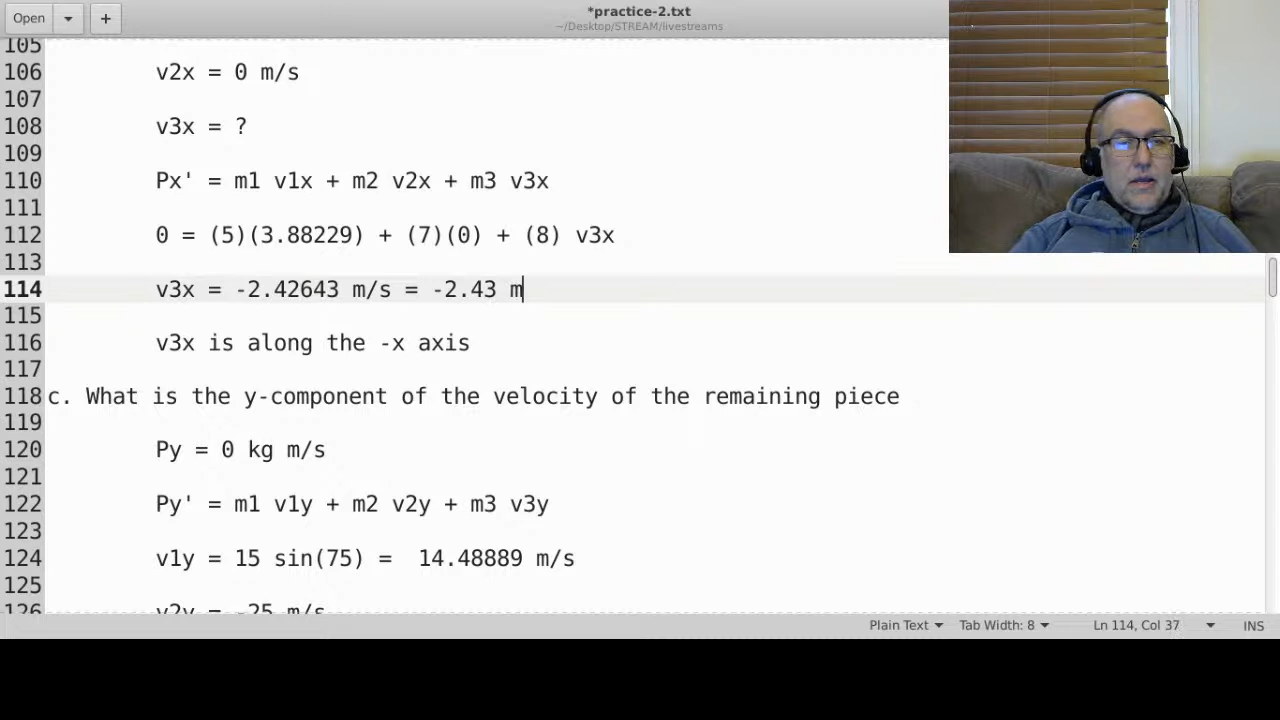 Open
*practice-2.txt
~/Desktop/STREAM/livestreams
105
106 v2x = 0 m/s
107
108 v3x = ?
109
110 Px' = m1 v1x + m2 v2x + m3 v3x
111
112 0 = (5)(3.88229) + (7)(0) + (8) v3x
113
114 v3x = -2.42643 m/s = -2.43 m
115
116 v3x is along the -x axis
117
118 c. What is the y-component of the velocity of the remaining piece
119
120 Py = 0 kg m/s
121
122 Py' = m1 v1y + m2 v2y + m3 v3y
123
124 v1y = 15 sin(75) =  14.48889 m/s
125
126 v2y = -25 m/s
Plain Text Tab Width: 8 Ln 114, Col 37 INS